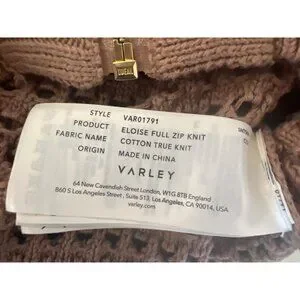 IDEAL
STYLE VAR01791
PRODUCT ELOISE FULL ZIP KNIT
FABRIC NAME COTTON TRUE KNIT
ORIGIN MADE IN CHINA
VARLEY
64 New Cavendish Street London, W1G 8TB England
860 S Los Angeles Street, Suite 513, Los Angeles, CA 90014, USA
varley.com